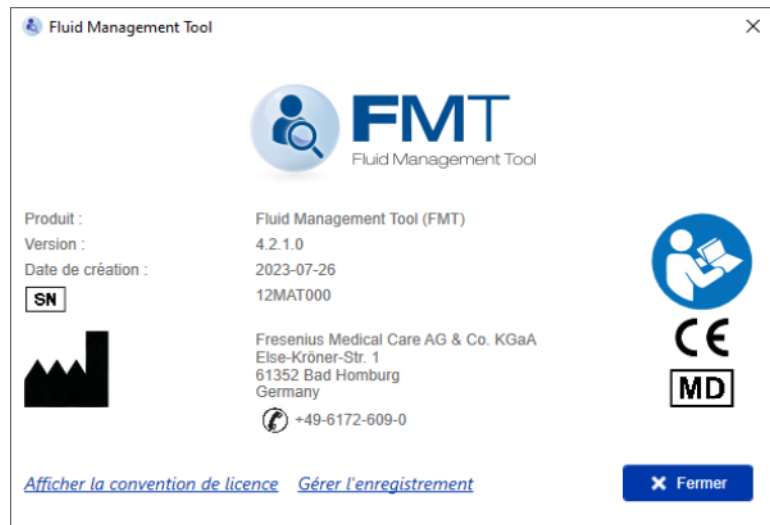 Fluid Management Tool
FMT
Fluid Management Tool
Produit : Fluid Management Tool (FMT)
Version : 4.2.1.0
Date de création : 2023-07-26
SN 12MAT000
Fresenius Medical Care AG & Co. KGaA
Else-Kröner-Str. 1
61352 Bad Homburg
Germany
+49-6172-609-0
CE
MD
Afficher la convention de licence Gérer l'enregistrement Fermer